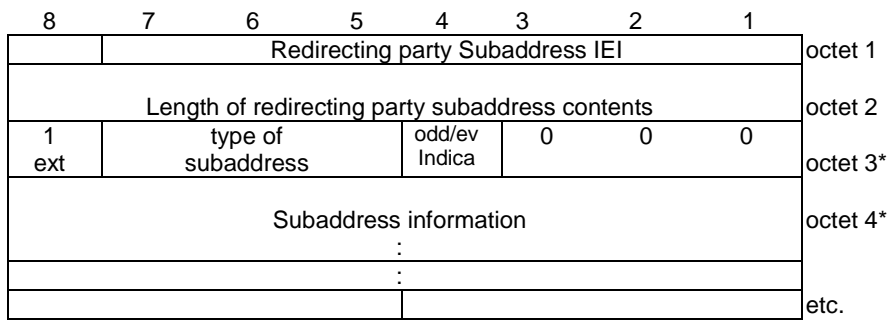 8 7 6 5 4 3 2 1
Redirecting party Subaddress IEI octet 1
Length of redirecting party subaddress contents octet 2
1 type of odd/ev 0 0 0
ext subaddress Indica octet 3*
Subaddress information octet 4*
:
:
etc.